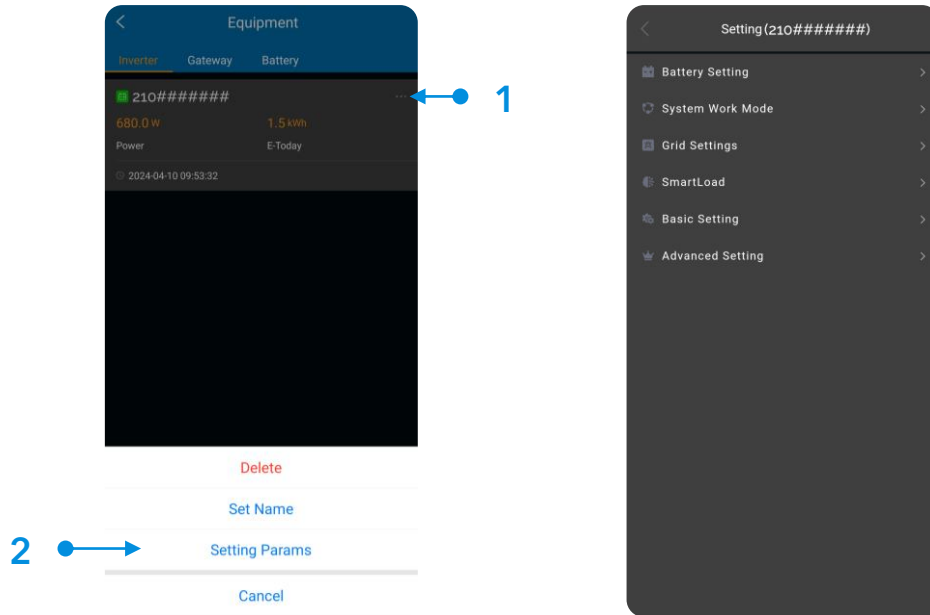 Equipment
Inverter Gateway Battery
210####### ...
1
680.0 W 1.5 kWh
Power E-Today
2024-04-10 09:53:32
Delete
Set Name
2
Setting Params
Cancel
Setting(210#######)
Battery Setting
System Work Mode
Grid Settings
SmartLoad
Basic Setting
Advanced Setting